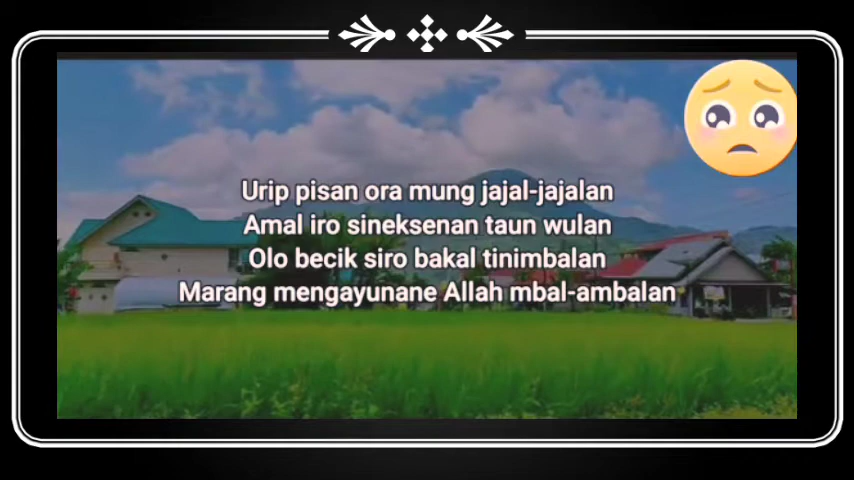 Urip pisan ora mung jajal-jajalan
Amal iro sineksenan taun wulan
Olo becik siro bakal tinimbalan
Marang mengayunane Allah mbal-ambalan